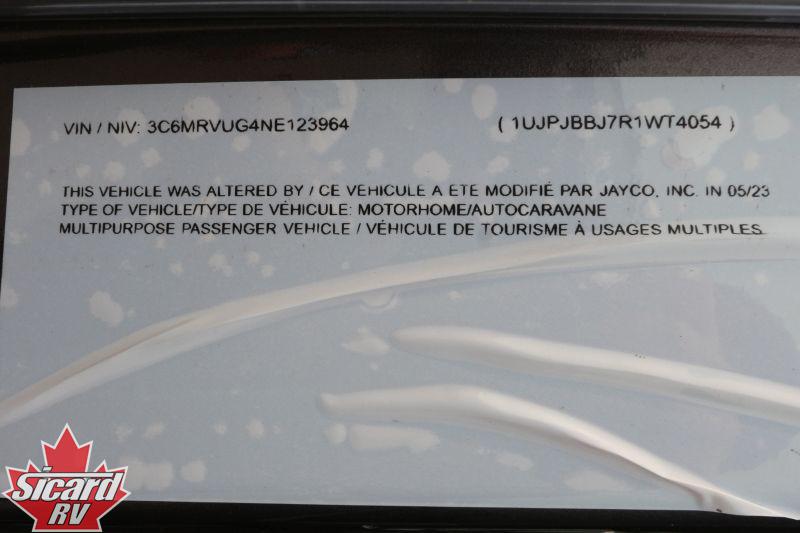 VIN / NIV: 3C6MRVUG4NE123964 ( 1UJPJBBJ7R1WT4054 )
THIS VEHICLE WAS ALTERED BY / CE VEHICULE A ETE MODIFIÉ PAR JAYCO, INC. IN 05/23
TYPE OF VEHICLE/TYPE DE VÉHICULE: MOTORHOME/AUTOCARAVANE
MULTIPURPOSE PASSENGER VEHICLE / VÉHICULE DE TOURISME À USAGES MULTIPLES
Sicard
RV